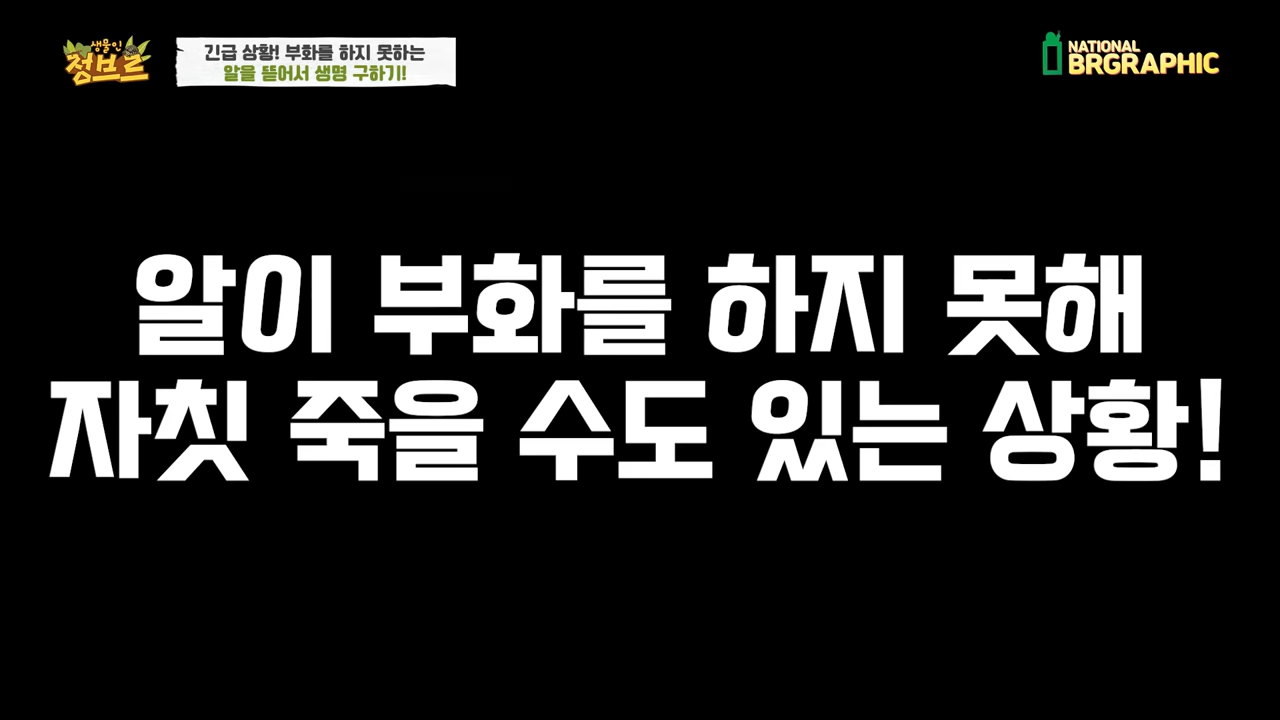 생물인
정브르
긴급 상황! 부화를 하지 못하는
알을 뜯어서 생명 구하기!
NATIONAL
BRGRAPHIC
알이 부화를 하지 못해
자칫 죽을 수도 있는 상황!